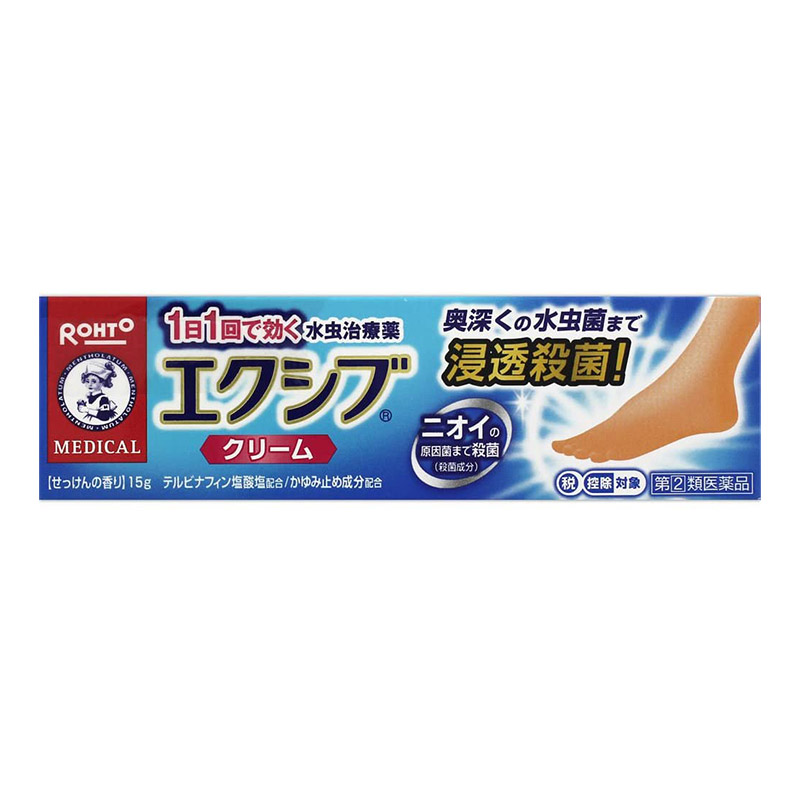 ROHTO
MENTHOLATUM · MENTHOLATUM · MENTHOLATUM
MEDICAL
1日1回で効く 水虫治療薬
エクシブ®
クリーム
【せっけんの香り】15g テルビナフィン塩酸塩配合/かゆみ止め成分配合
奥深くの水虫菌まで
浸透殺菌!
ニオイの
原因菌まで殺菌
(殺菌成分)
税 控除対象 第②類医薬品